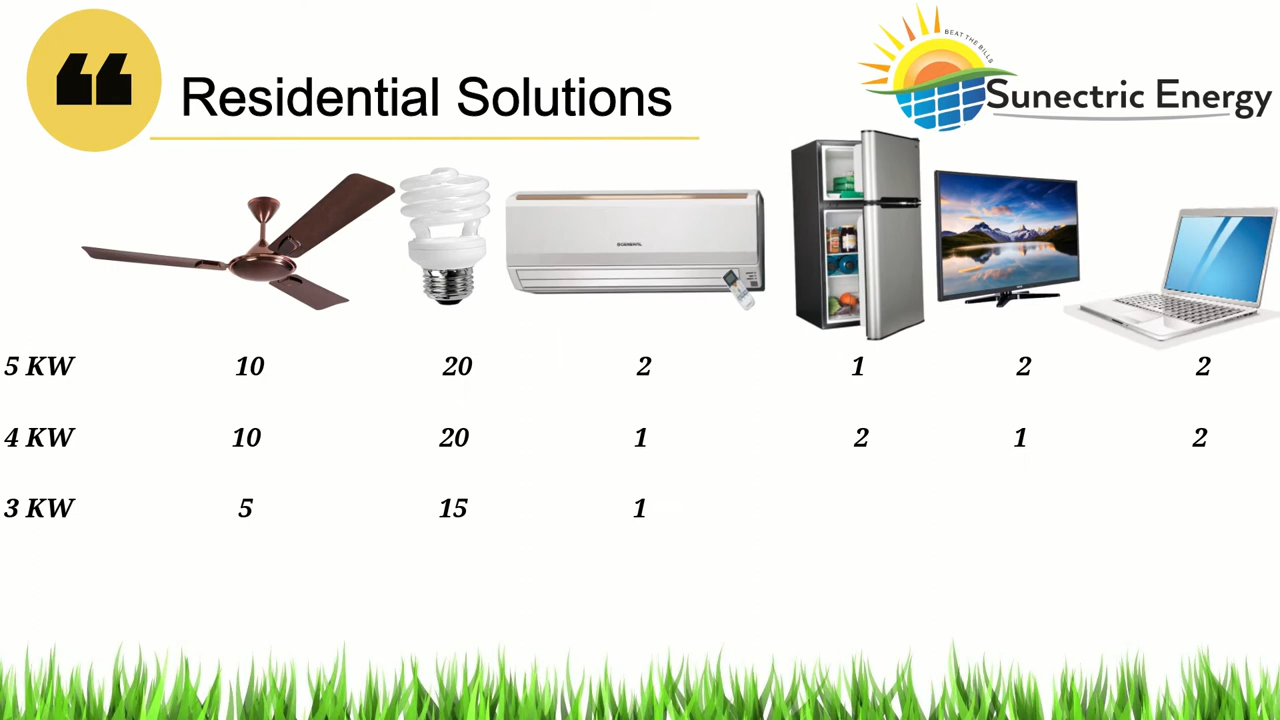 Residential Solutions
BEAT THE BILLS
Sunectric Energy
GENERAL
5 KW 10 20 2 1 2 2
4 KW 10 20 1 2 1 2
3 KW 5 15 1